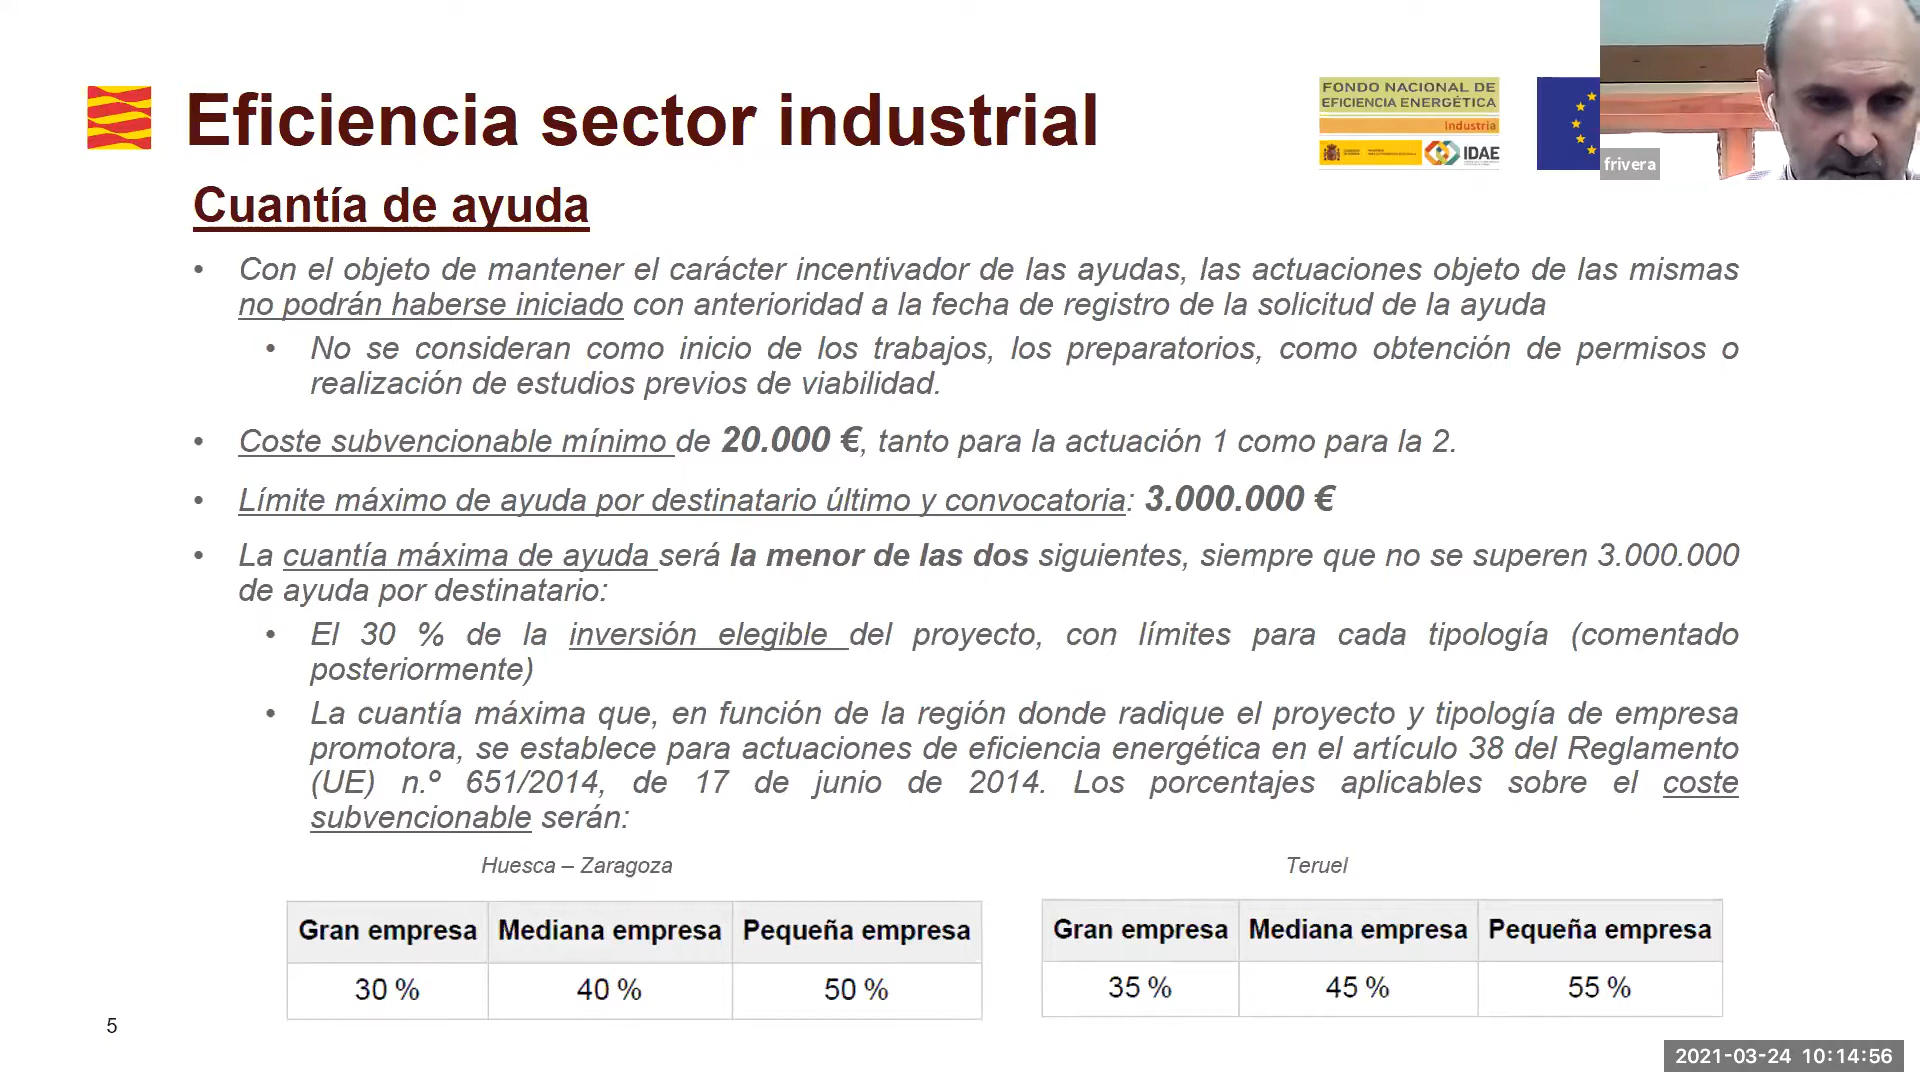 Eficiencia sector industrial
FONDO NACIONAL DE
EFICIENCIA ENERGÉTICA
Industria
IDAE
frivera
Cuantía de ayuda
• Con el objeto de mantener el carácter incentivador de las ayudas, las actuaciones objeto de las mismas
no podrán haberse iniciado con anterioridad a la fecha de registro de la solicitud de la ayuda
• No se consideran como inicio de los trabajos, los preparatorios, como obtención de permisos o
realización de estudios previos de viabilidad.
• Coste subvencionable mínimo de 20.000 €, tanto para la actuación 1 como para la 2.
• Límite máximo de ayuda por destinatario último y convocatoria: 3.000.000 €
• La cuantía máxima de ayuda será la menor de las dos siguientes, siempre que no se superen 3.000.000
de ayuda por destinatario:
• El 30 % de la inversión elegible del proyecto, con límites para cada tipología (comentado
posteriormente)
• La cuantía máxima que, en función de la región donde radique el proyecto y tipología de empresa
promotora, se establece para actuaciones de eficiencia energética en el artículo 38 del Reglamento
(UE) n.º 651/2014, de 17 de junio de 2014. Los porcentajes aplicables sobre el coste
subvencionable serán:
Huesca – Zaragoza
Gran empresa Mediana empresa Pequeña empresa
30 % 40 % 50 %
Teruel
Gran empresa Mediana empresa Pequeña empresa
35 % 45 % 55 %
5
2021-03-24 10:14:56